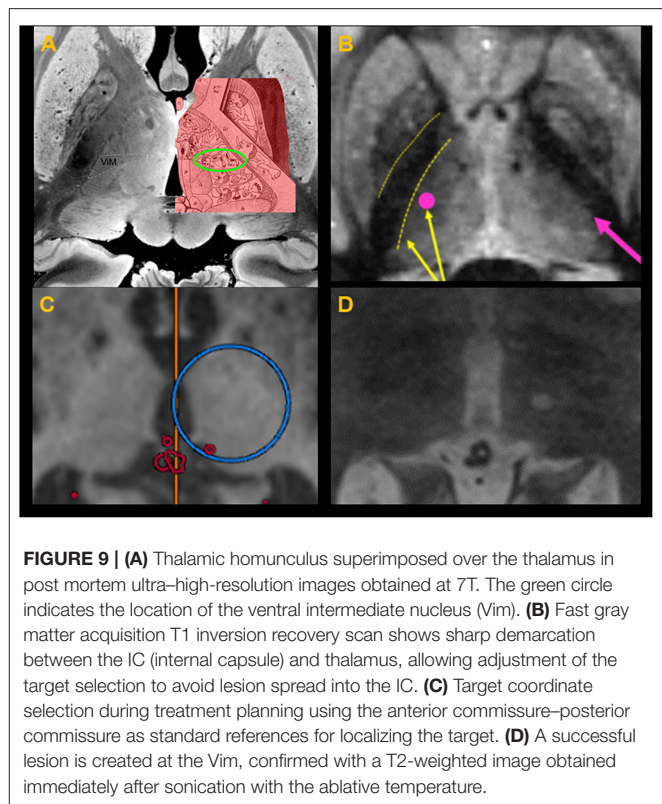 A
B
ViM
C
D
FIGURE 9 | (A) Thalamic homunculus superimposed over the thalamus in
post mortem ultra–high-resolution images obtained at 7T. The green circle
indicates the location of the ventral intermediate nucleus (Vim). (B) Fast gray
matter acquisition T1 inversion recovery scan shows sharp demarcation
between the IC (internal capsule) and thalamus, allowing adjustment of the
target selection to avoid lesion spread into the IC. (C) Target coordinate
selection during treatment planning using the anterior commissure–posterior
commissure as standard references for localizing the target. (D) A successful
lesion is created at the Vim, confirmed with a T2-weighted image obtained
immediately after sonication with the ablative temperature.